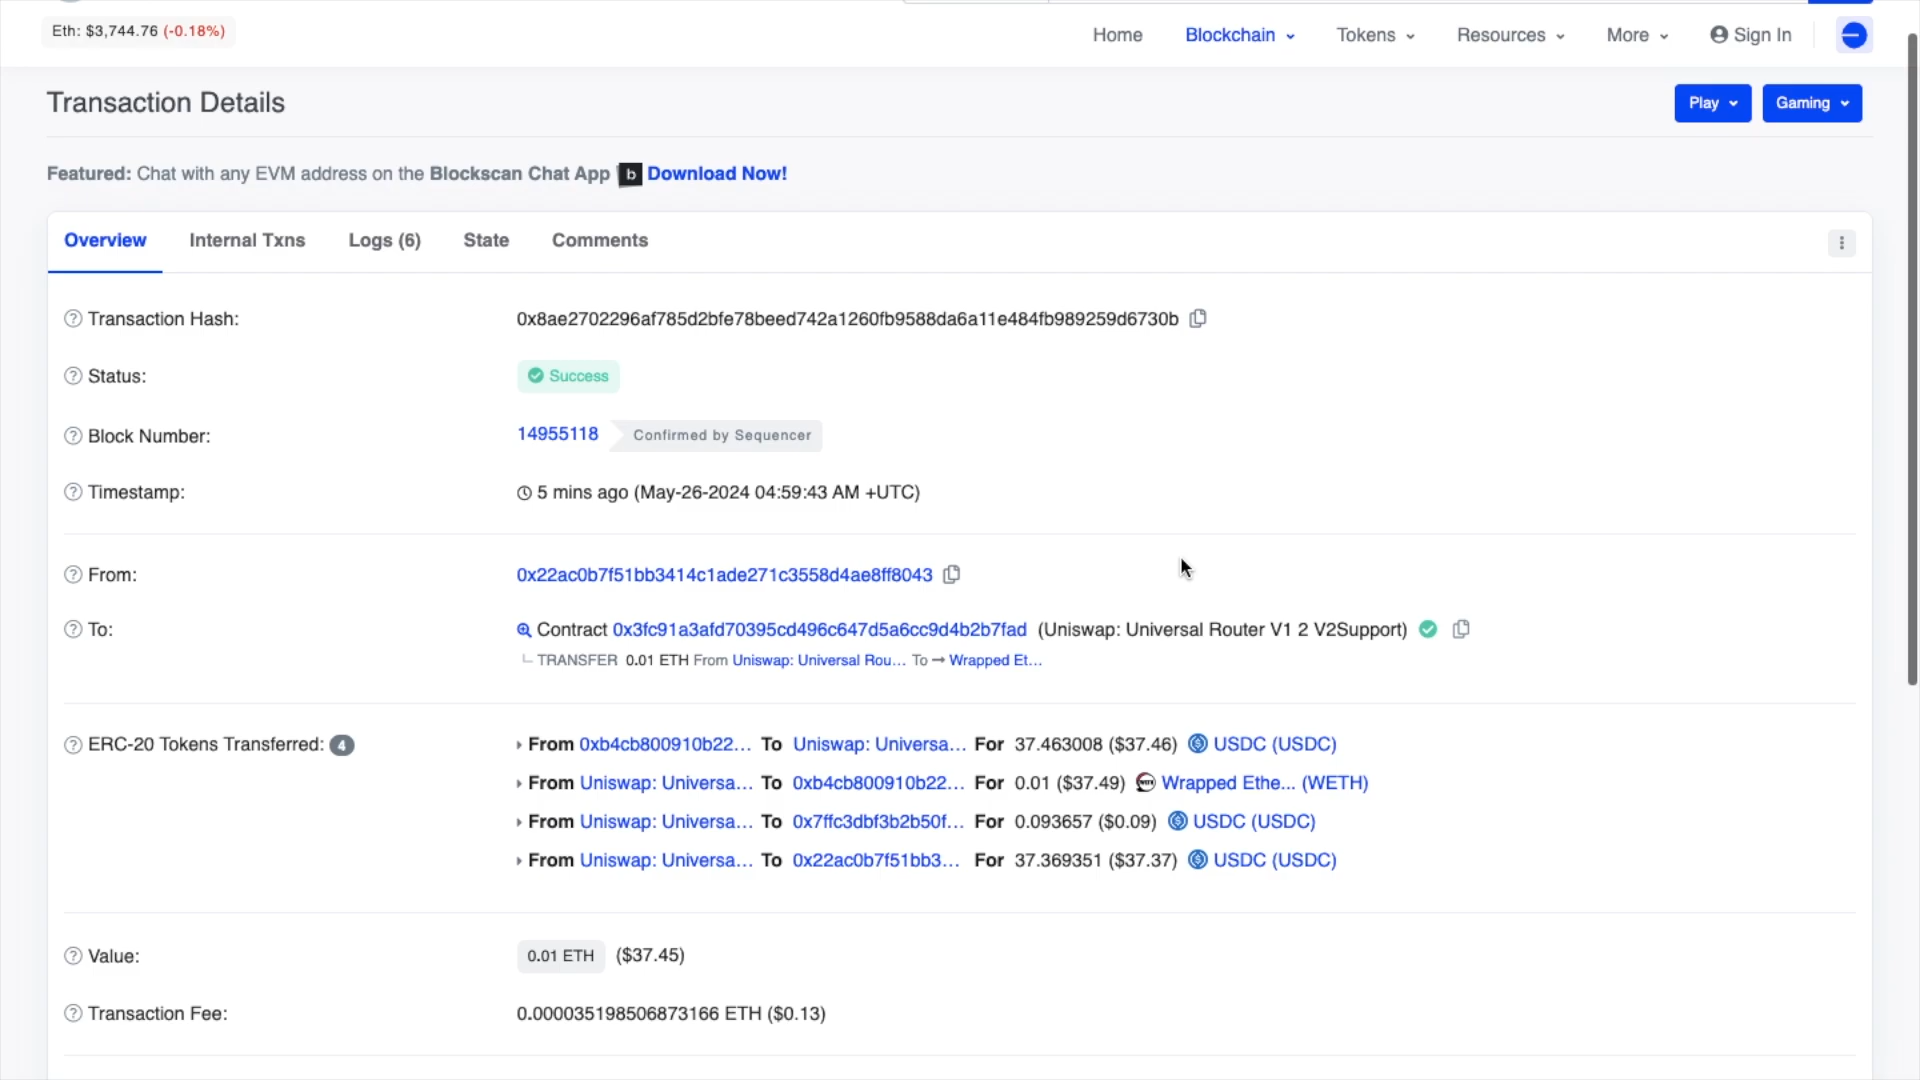 Eth: $3,744.76 (-0.18%)
Home Blockchain Tokens Resources More Sign In
Transaction Details
Play Gaming
Featured: Chat with any EVM address on the Blockscan Chat App b Download Now!
Overview Internal Txns Logs (6) State Comments
Transaction Hash: 0x8ae2702296af785d2bfe78beed742a1260fb9588da6a11e484fb989259d6730b
Status: Success
Block Number: 14955118 Confirmed by Sequencer
Timestamp: 5 mins ago (May-26-2024 04:59:43 AM +UTC)
From: 0x22ac0b7f51bb3414c1ade271c3558d4ae8ff8043
To: Contract 0x3fc91a3afd70395cd496c647d5a6cc9d4b2b7fad (Uniswap: Universal Router V1 2 V2Support)
TRANSFER 0.01 ETH From Uniswap: Universal Rou... To → Wrapped Et...
ERC-20 Tokens Transferred: 4
From 0xb4cb800910b22... To Uniswap: Universa... For 37.463008 ($37.46) USDC (USDC)
From Uniswap: Universa... To 0xb4cb800910b22... For 0.01 ($37.49) Wrapped Ethe... (WETH)
From Uniswap: Universa... To 0x7ffc3dbf3b2b50f... For 0.093657 ($0.09) USDC (USDC)
From Uniswap: Universa... To 0x22ac0b7f51bb3... For 37.369351 ($37.37) USDC (USDC)
Value: 0.01 ETH ($37.45)
Transaction Fee: 0.000035198506873166 ETH ($0.13)